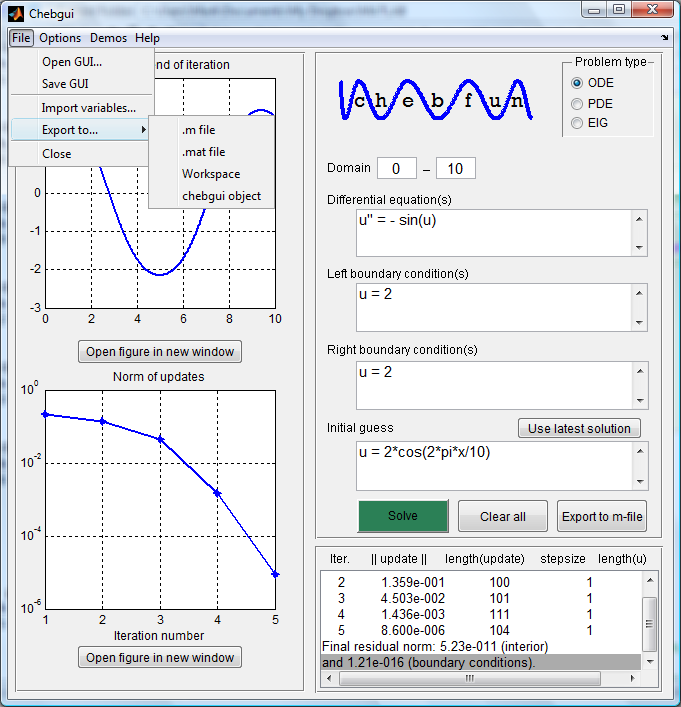 Chebgui
File Options Demos Help
Open GUI...
Save GUI
Import variables...
Export to...
Close
.m file
.mat file
Workspace
chebgui object
nd of iteration
0
-1
-2
-3
0 2 4 6 8 10
Open figure in new window
Norm of updates
10^0
10^-2
10^-4
10^-6
1 2 3 4 5
Iteration number
Open figure in new window
chebfun
Problem type
ODE
PDE
EIG
Domain 0 – 10
Differential equation(s)
u" = - sin(u)
Left boundary condition(s)
u = 2
Right boundary condition(s)
u = 2
Initial guess
Use latest solution
u = 2*cos(2*pi*x/10)
Solve Clear all Export to m-file
Iter. || update || length(update) stepsize length(u)
2 1.359e-001 100 1
3 4.503e-002 101 1
4 1.436e-003 111 1
5 8.600e-006 104 1
Final residual norm: 5.23e-011 (interior)
and 1.21e-016 (boundary conditions).